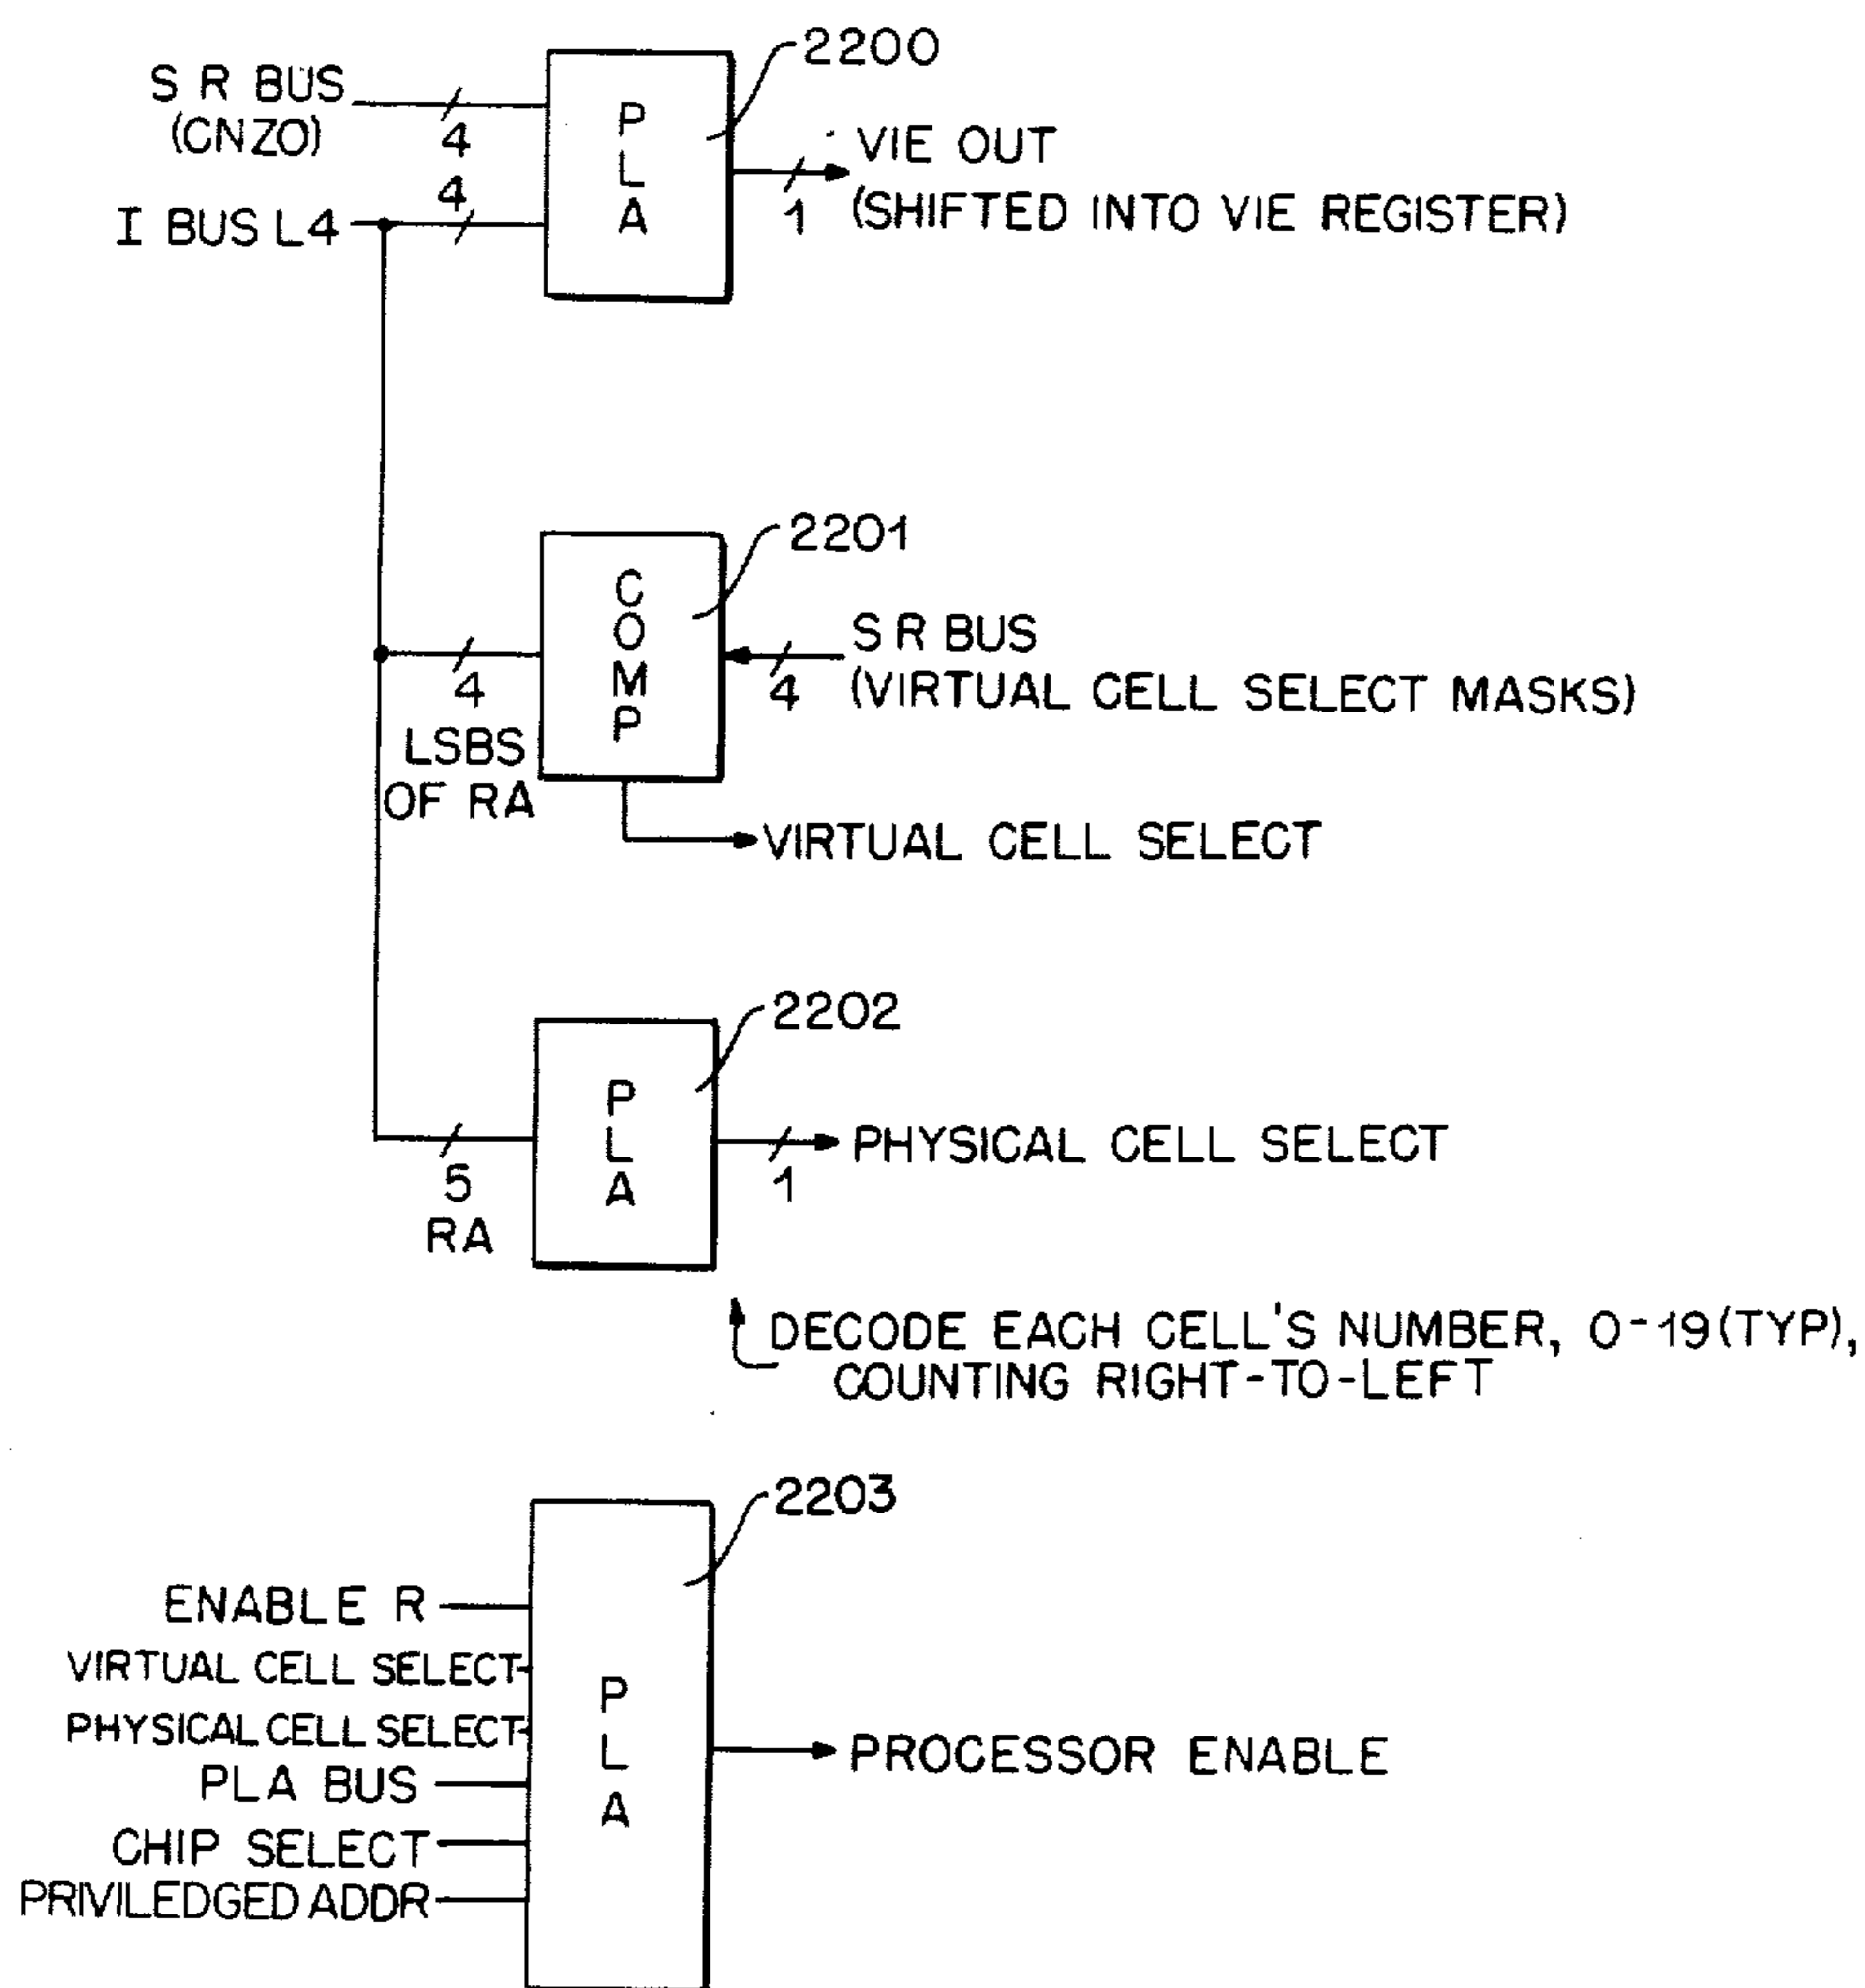 2200
S R BUS
(CNZO)
4
P
L
A
VIE OUT
(SHIFTED INTO VIE REGISTER)
1
4
I BUS L4
2201
C
O
M
P
4
LSBS
OF RA
S R BUS
(VIRTUAL CELL SELECT MASKS)
4
VIRTUAL CELL SELECT
2202
P
L
A
5
RA
1
PHYSICAL CELL SELECT
DECODE EACH CELL'S NUMBER, 0-19(TYP),
COUNTING RIGHT-TO-LEFT
2203
ENABLE R
VIRTUAL CELL SELECT
PHYSICAL CELL SELECT
PLA BUS
CHIP SELECT
PRIVILEDGED ADDR
P
L
A
PROCESSOR ENABLE